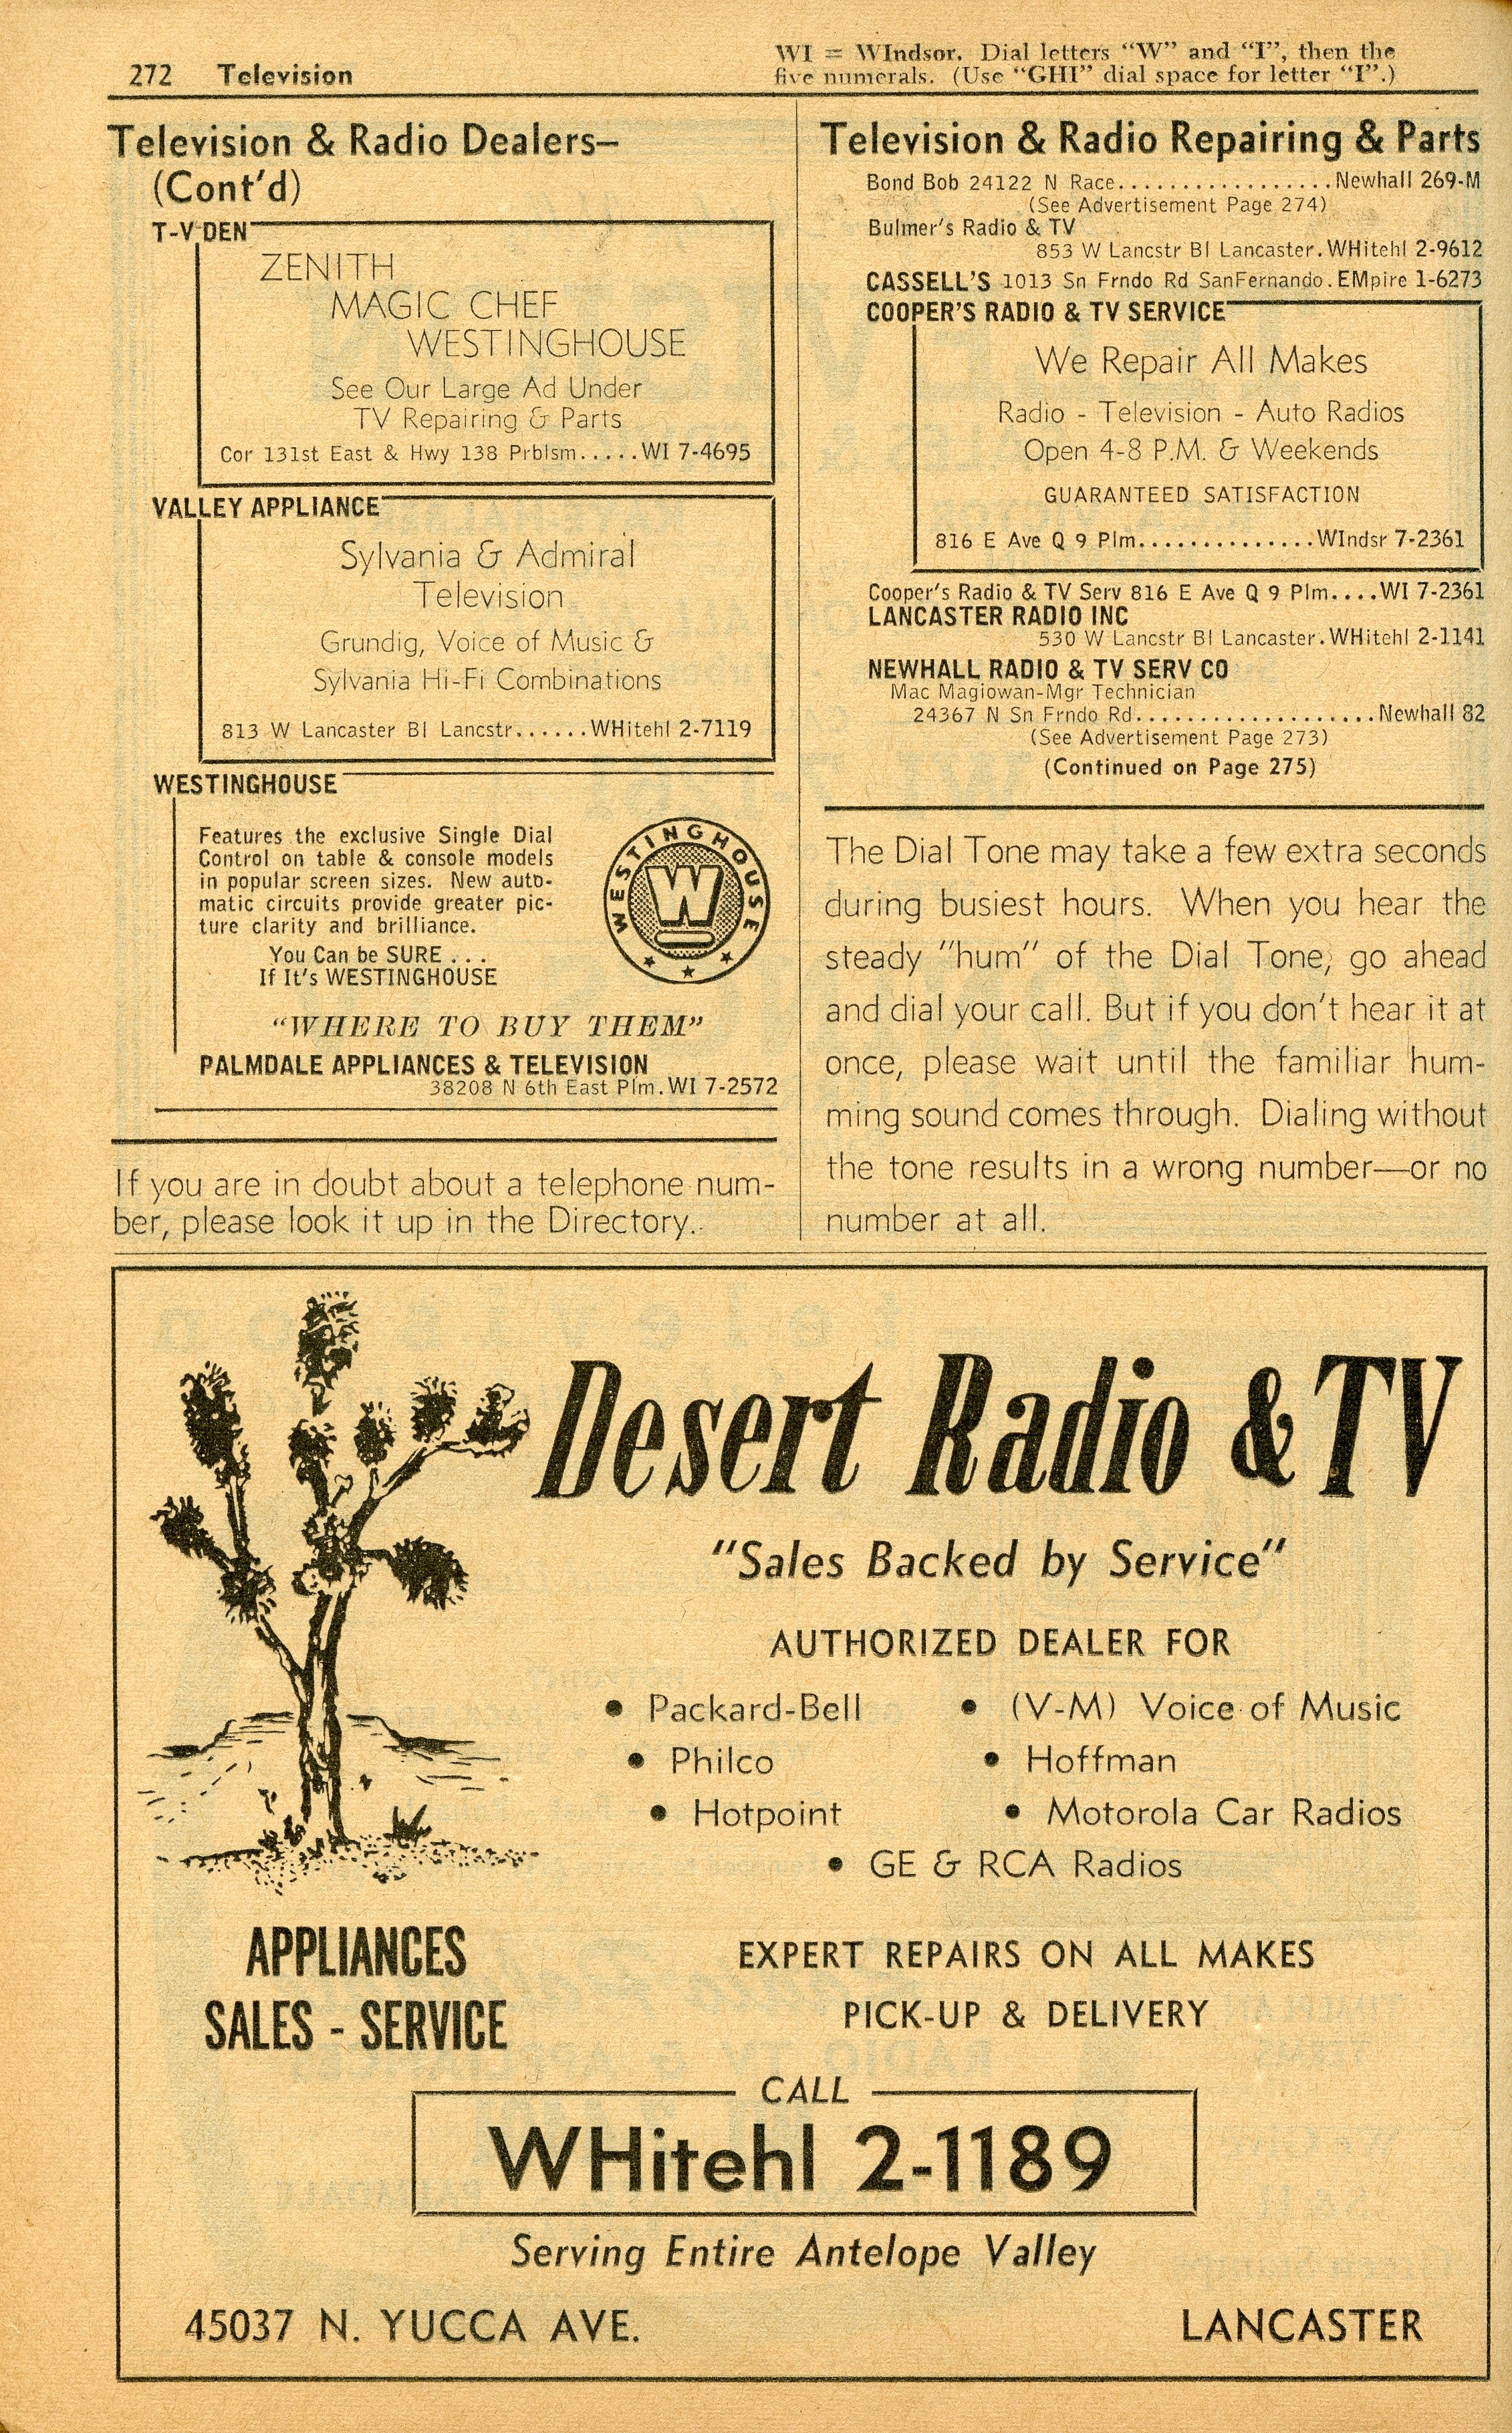 272 Television
WI = WIndsor. Dial letters “W” and “I”, then the
five numerals. (Use “GHI” dial space for letter “I”.)
Television & Radio Dealers—
(Cont'd)
T-V DEN
ZENITH
MAGIC CHEF
WESTINGHOUSE
See Our Large Ad Under
TV Repairing & Parts
Cor 131st East & Hwy 138 Prblsm.....WI 7-4695
VALLEY APPLIANCE
Sylvania & Admiral
Television
Grundig, Voice of Music &
Sylvania Hi-Fi Combinations
813 W Lancaster Bl Lancstr......WHitehl 2-7119
WESTINGHOUSE
Features the exclusive Single Dial
Control on table & console models
in popular screen sizes. New auto-
matic circuits provide greater pic-
ture clarity and brilliance.
You Can be SURE ...
If It's WESTINGHOUSE
WESTINGHOUSE
W
“WHERE TO BUY THEM”
PALMDALE APPLIANCES & TELEVISION
38208 N 6th East Plm.WI 7-2572
If you are in doubt about a telephone num-
ber, please look it up in the Directory.
Television & Radio Repairing & Parts
Bond Bob 24122 N Race.................Newhall 269-M
(See Advertisement Page 274)
Bulmer's Radio & TV
853 W Lancstr Bl Lancaster.WHitehl 2-9612
CASSELL'S 1013 Sn Frndo Rd SanFernando.EMpire 1-6273
COOPER'S RADIO & TV SERVICE
We Repair All Makes
Radio - Television - Auto Radios
Open 4-8 P.M. & Weekends
GUARANTEED SATISFACTION
816 E Ave Q 9 Plm..............WIndsr 7-2361
Cooper's Radio & TV Serv 816 E Ave Q 9 Plm....WI 7-2361
LANCASTER RADIO INC
530 W Lancstr Bl Lancaster.WHitehl 2-1141
NEWHALL RADIO & TV SERV CO
Mac Magiowan-Mgr Technician
24367 N Sn Frndo Rd...................Newhall 82
(See Advertisement Page 273)
(Continued on Page 275)
The Dial Tone may take a few extra seconds
during busiest hours. When you hear the
steady "hum" of the Dial Tone, go ahead
and dial your call. But if you don't hear it at
once, please wait until the familiar hum-
ming sound comes through. Dialing without
the tone results in a wrong number—or no
number at all.
Desert Radio & TV
"Sales Backed by Service"
AUTHORIZED DEALER FOR
• Packard-Bell • (V-M) Voice of Music
• Philco • Hoffman
• Hotpoint • Motorola Car Radios
• GE & RCA Radios
APPLIANCES
SALES - SERVICE
EXPERT REPAIRS ON ALL MAKES
PICK-UP & DELIVERY
CALL
WHitehl 2-1189
Serving Entire Antelope Valley
45037 N. YUCCA AVE. LANCASTER